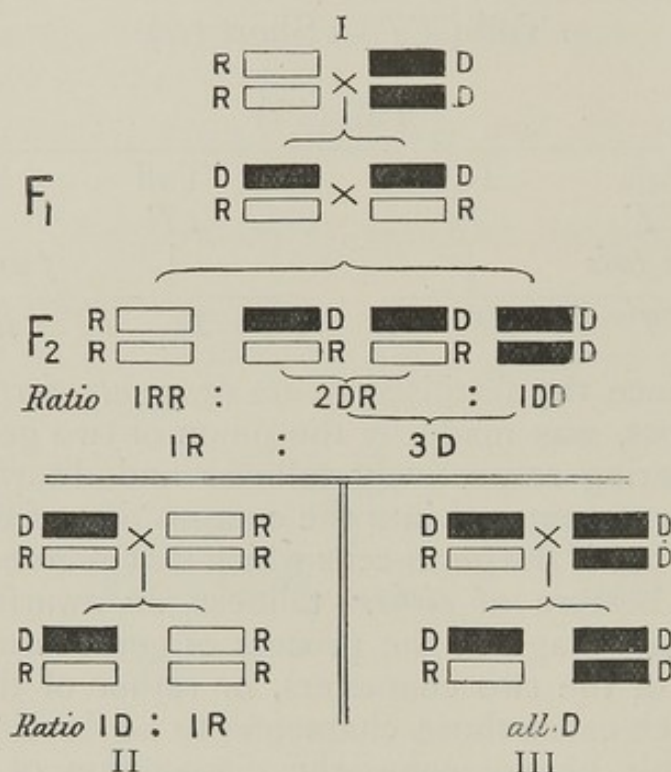 I
R D
R D
F1 D D
R R
F2 R D D D
R R R D
Ratio 1RR : 2DR : 1DD
1R : 3D
D R
R R
D R
R R
Ratio 1D : 1R
II
D D
R D
D D
R D
all D
III